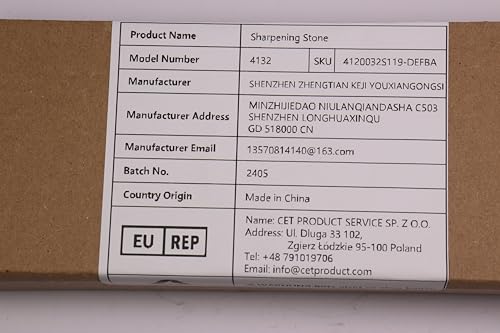 Product Name Sharpening Stone
Model Number 4132 SKU 4120032S119-DEFBA
Manufacturer SHENZHEN ZHENGTIAN KEJI YOUXIANGONGSI
Manufacturer Address MINZHIJIEDAO NIULANQIANDASHA C503
SHENZHEN LONGHUAXINQU
GD 518000 CN
Manufacturer Email 13570814140@163.com
Batch No. 2405
Country Origin Made in China
EU REP
Name: CET PRODUCT SERVICE SP. Z O.O.
Address: Ul. Dluga 33 102,
Zgierz Łódzkie 95-100 Poland
Tel: +48 791019706
Email: info@cetproduct.com